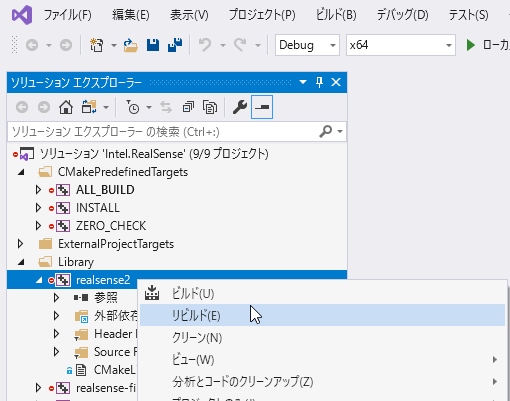 ファイル(F) 編集(E) 表示(V) プロジェクト(P) ビルド(B) デバッグ(D) テスト(S)
Debug x64 ローカ
ソリューション エクスプローラー
ソリューション エクスプローラー の検索 (Ctrl+:)
ソリューション 'Intel.RealSense' (9/9 プロジェクト)
CMakePredefinedTargets
ALL_BUILD
INSTALL
ZERO_CHECK
ExternalProjectTargets
Library
realsense2
ビルド(U)
参照
リビルド(E)
外部依存
クリーン(N)
Header
ビュー(W)
Source
分析とコードのクリーンアップ(Z)
CMakeL
realsense-fi